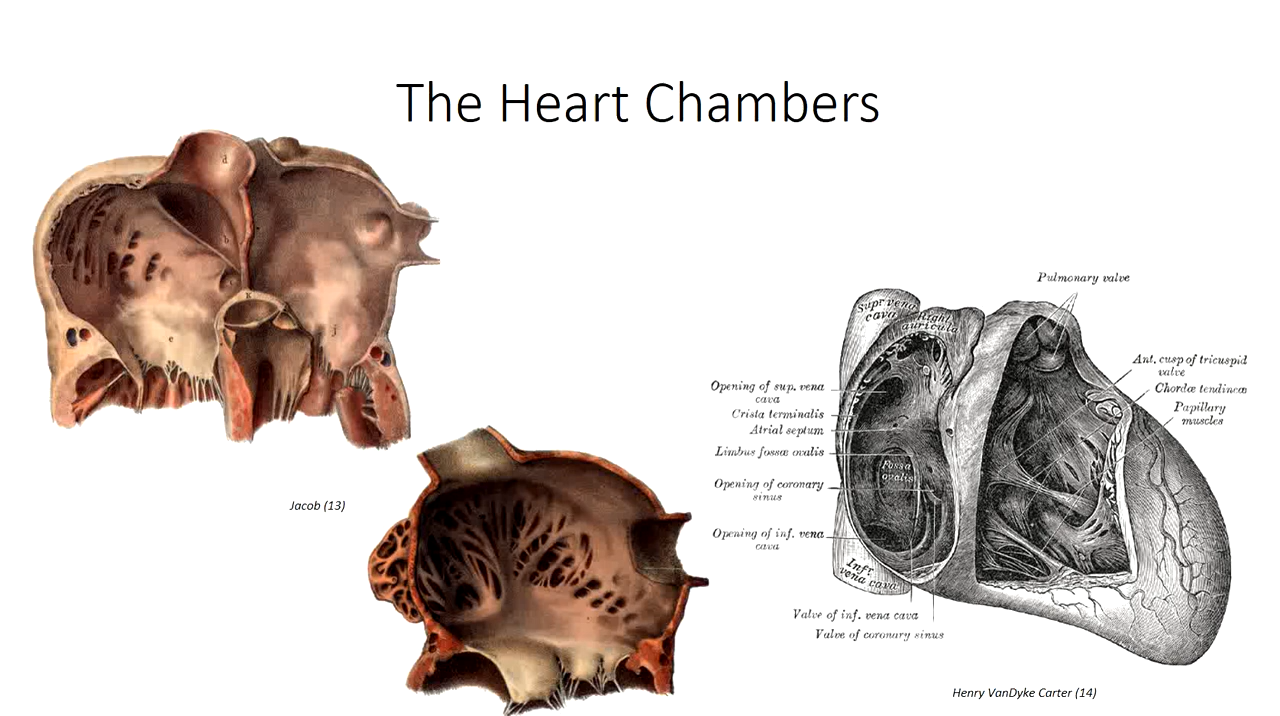 The Heart Chambers
d
b
K
e
j
Jacob (13)
Pulmonary valve
Supr vena
cava
Right
auricula
Ant. cusp of tricuspid
valve
Chordæ tendineæ
Papillary
muscles
Opening of sup. vena
cava
Crista terminalis
Atrial septum
Limbus fossæ ovalis
Fossa
ovalis
Opening of coronary
sinus
Opening of inf. vena
cava
Infr.
vena cava
Valve of inf. vena cava
Valve of coronary sinus
Henry VanDyke Carter (14)